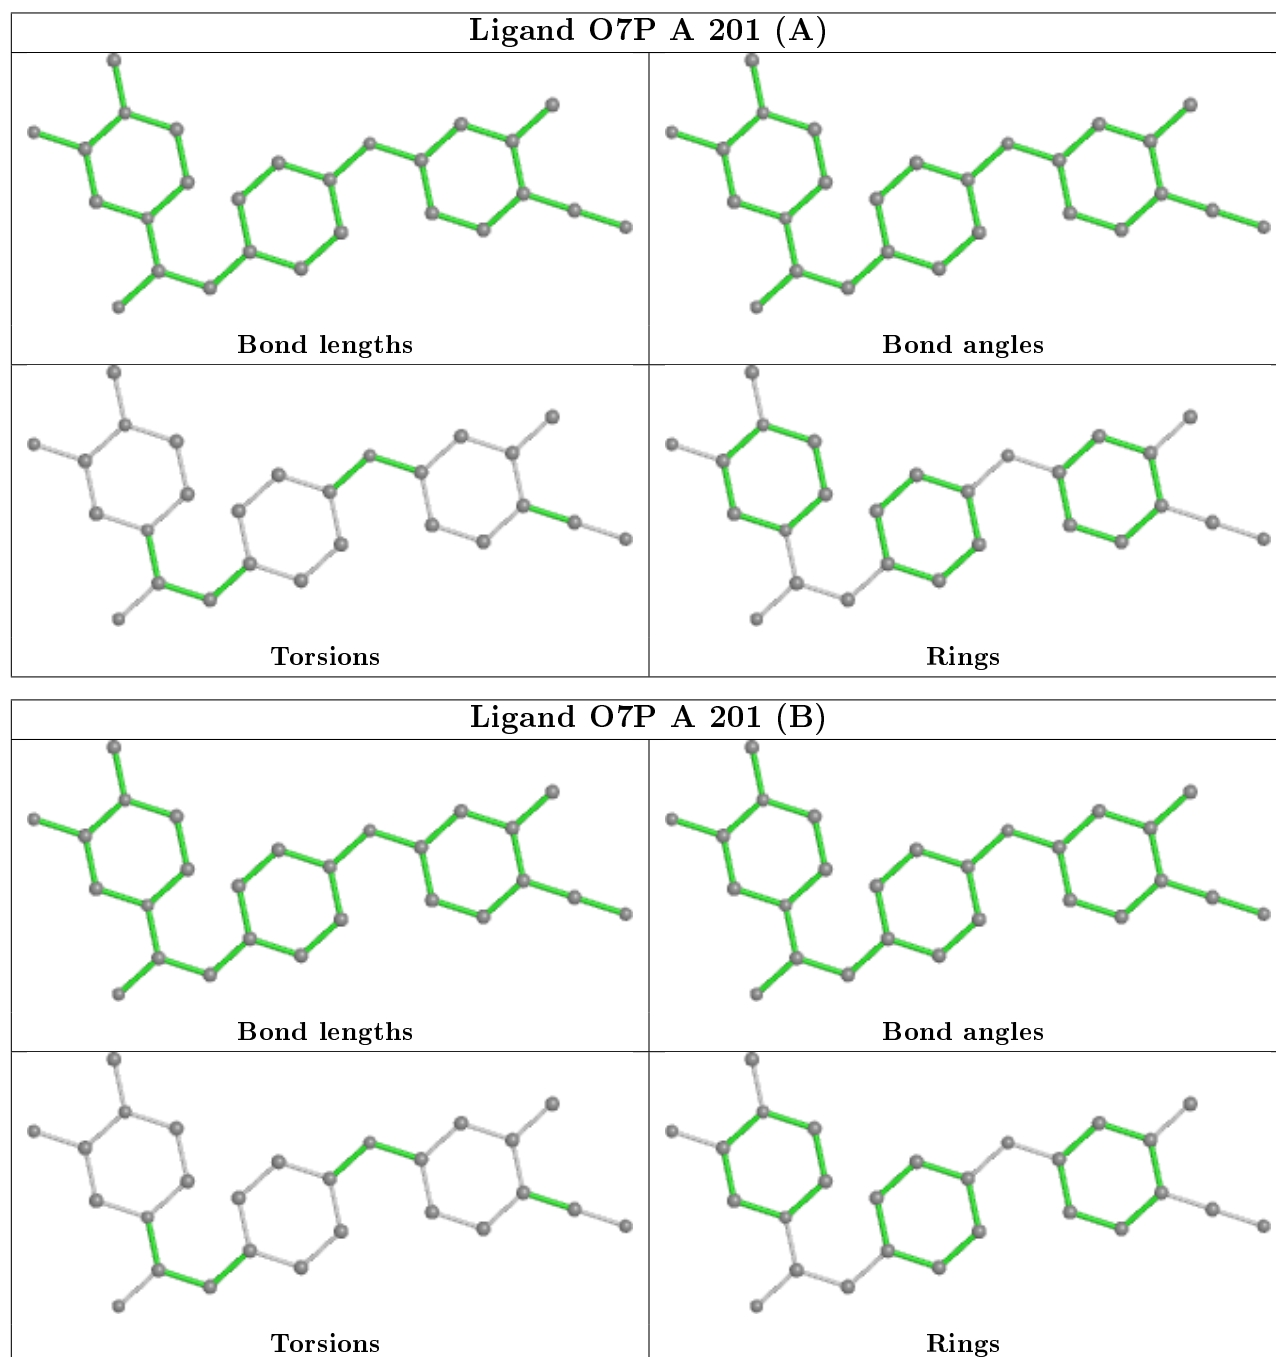 Ligand O7P A 201 (A)
Bond lengths
Bond angles
Torsions
Rings
Ligand O7P A 201 (B)
Bond lengths
Bond angles
Torsions
Rings